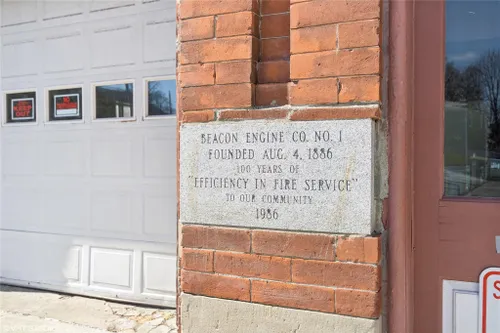 BEACON ENGINE CO. NO. 1
FOUNDED AUG. 4, 1886
100 YEARS OF
"EFFICIENCY IN FIRE SERVICE"
TO OUR COMMUNITY
1986
S